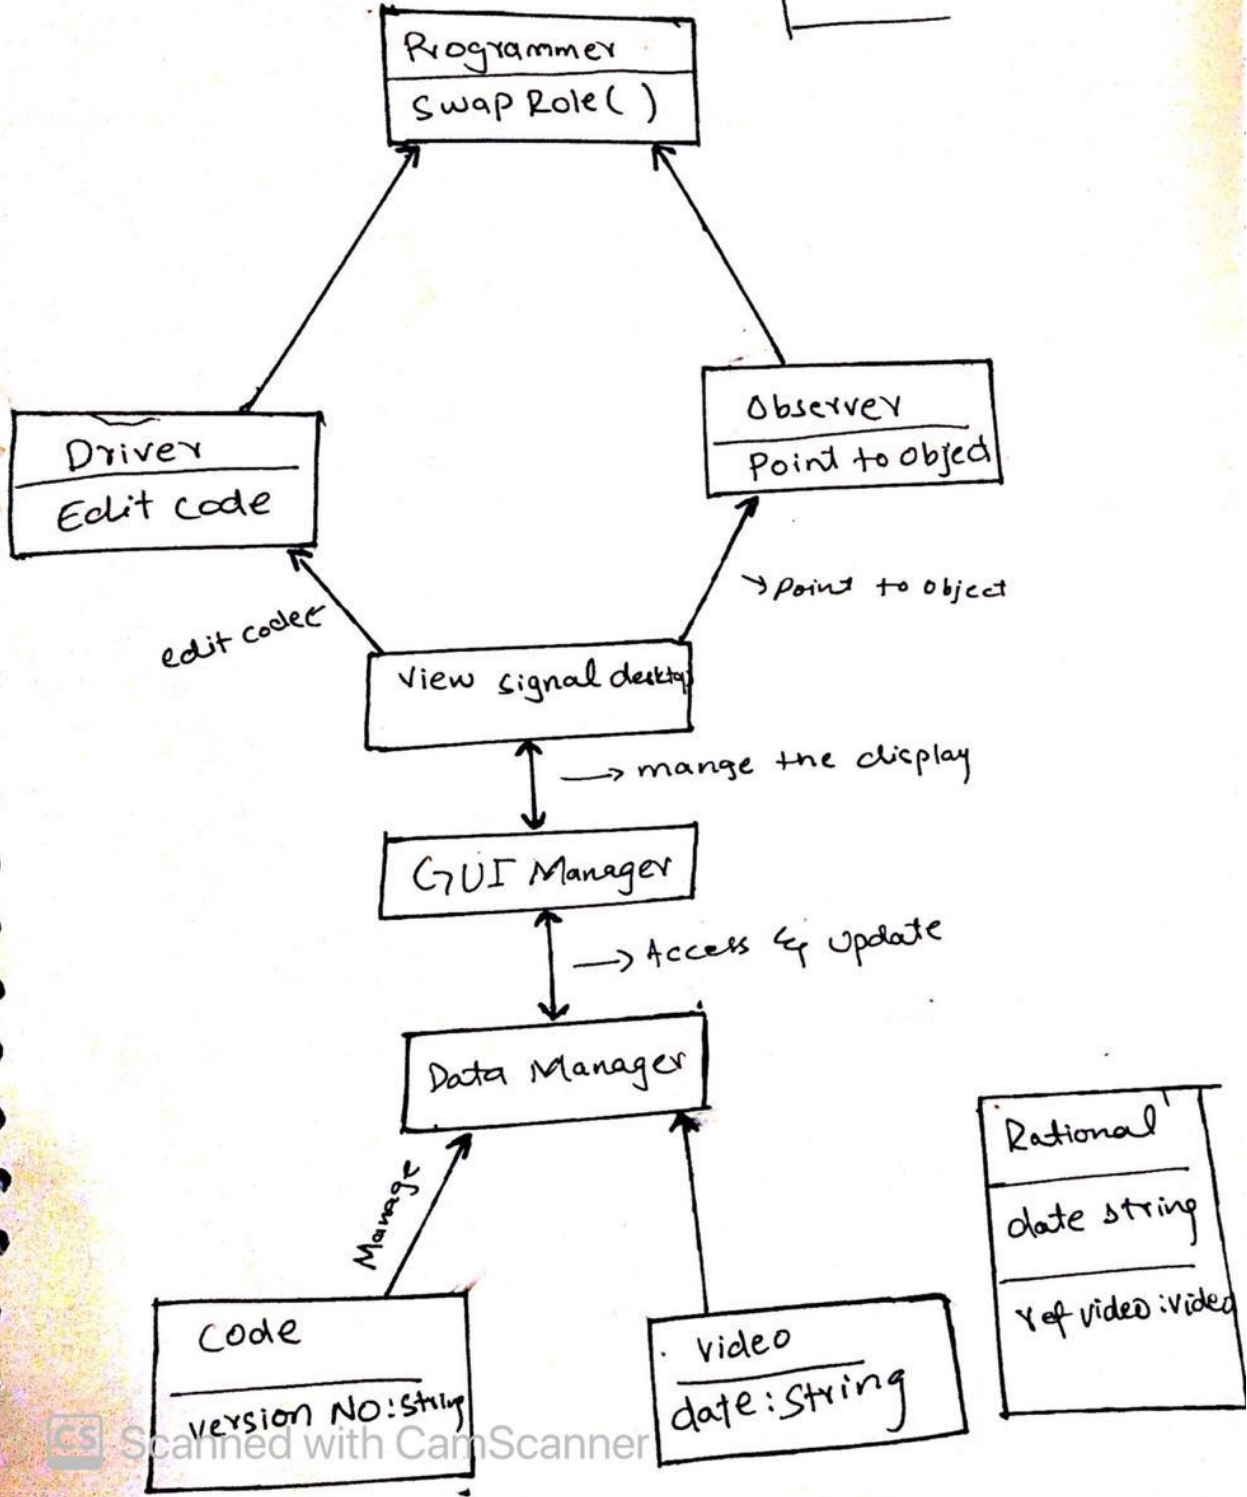 Programmer
Swap Role( )
Driver
Edit code
Observer
Point to Object
edit code
Point to object
view signal desktop
mange the display
GUI Manager
Access & update
Data Manager
Manage
Rational
date string
ref video : video
Code
version NO : string
video
date : string
CS Scanned with CamScanner